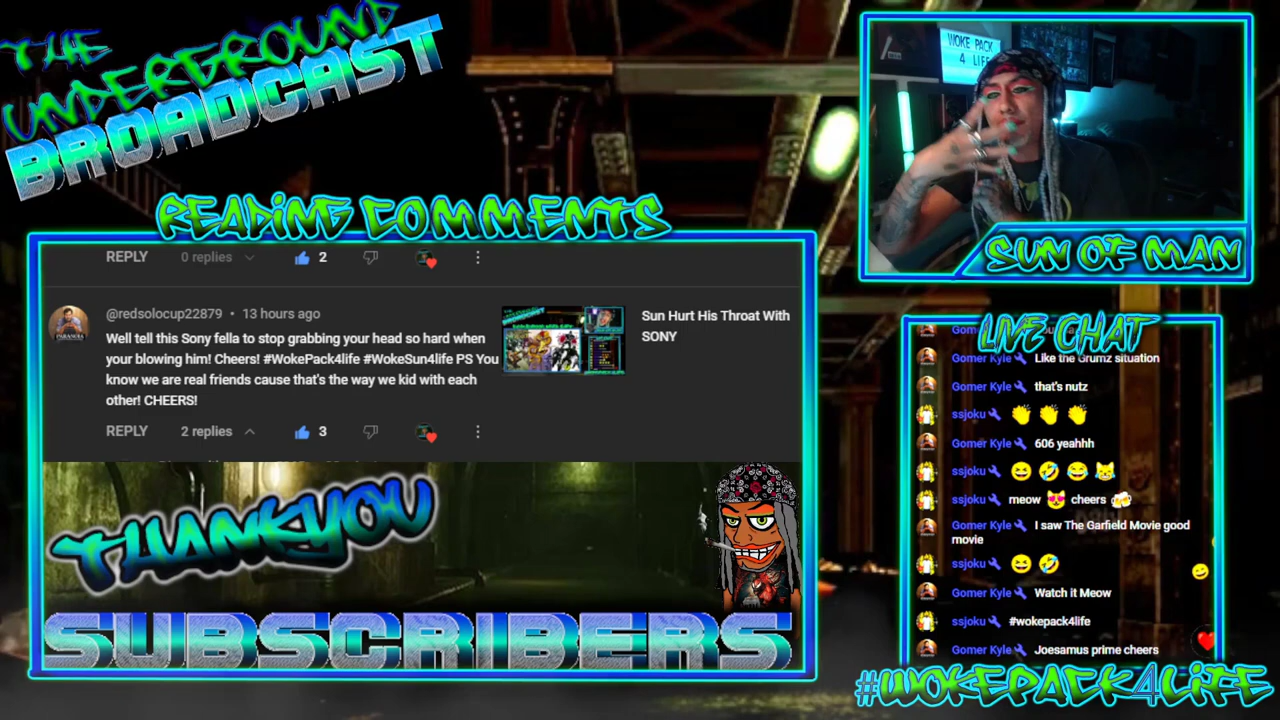 THE
UNDERGROUND
BROADCAST
READING COMMENTS
REPLY 0 replies 2
@redsolocup22879 • 13 hours ago
Well tell this Sony fella to stop grabbing your head so hard when
your blowing him! Cheers! #WokePack4life #WokeSun4life PS You
know we are real friends cause that's the way we kid with each
other! CHEERS!
REPLY 2 replies 3
Sun Hurt His Throat With
SONY
THANKYOU
SUBSCRIBERS
WOKE PACK
4 LIFE
SUN OF MAN
LIVE CHAT
Gomer Kyle Like the Grumz situation
Gomer Kyle that's nutz
ssjoku 👏 👏 👏
Gomer Kyle 606 yeahhh
ssjoku 😆 🤣 😂 😹
ssjoku meow 😻 cheers 🍻
Gomer Kyle I saw The Garfield Movie good
movie
ssjoku 😆 🤣
Gomer Kyle Watch it Meow
ssjoku #wokepack4life
Gomer Kyle Joesamus prime cheers
#WOKEPACK4LIFE